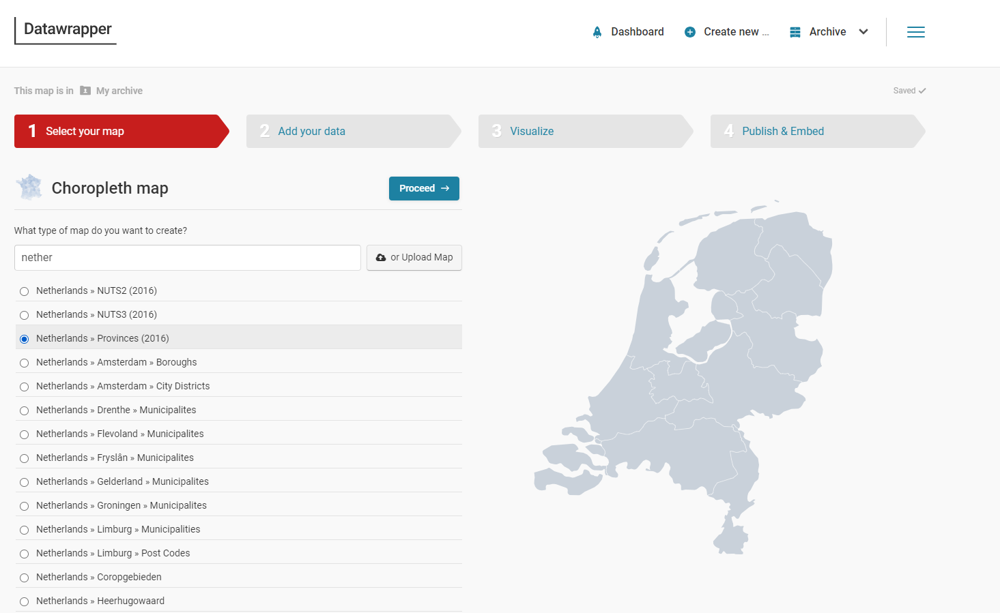 Datawrapper
Dashboard
Create new ...
Archive
This map is in My archive
Saved
1 Select your map
2 Add your data
3 Visualize
4 Publish & Embed
Choropleth map
Proceed →
What type of map do you want to create?
nether
or Upload Map
Netherlands » NUTS2 (2016)
Netherlands » NUTS3 (2016)
Netherlands » Provinces (2016)
Netherlands » Amsterdam » Boroughs
Netherlands » Amsterdam » City Districts
Netherlands » Drenthe » Municipalites
Netherlands » Flevoland » Municipalites
Netherlands » Fryslân » Municipalites
Netherlands » Gelderland » Municipalites
Netherlands » Groningen » Municipalites
Netherlands » Limburg » Municipalities
Netherlands » Limburg » Post Codes
Netherlands » Coropgebieden
Netherlands » Heerhugowaard